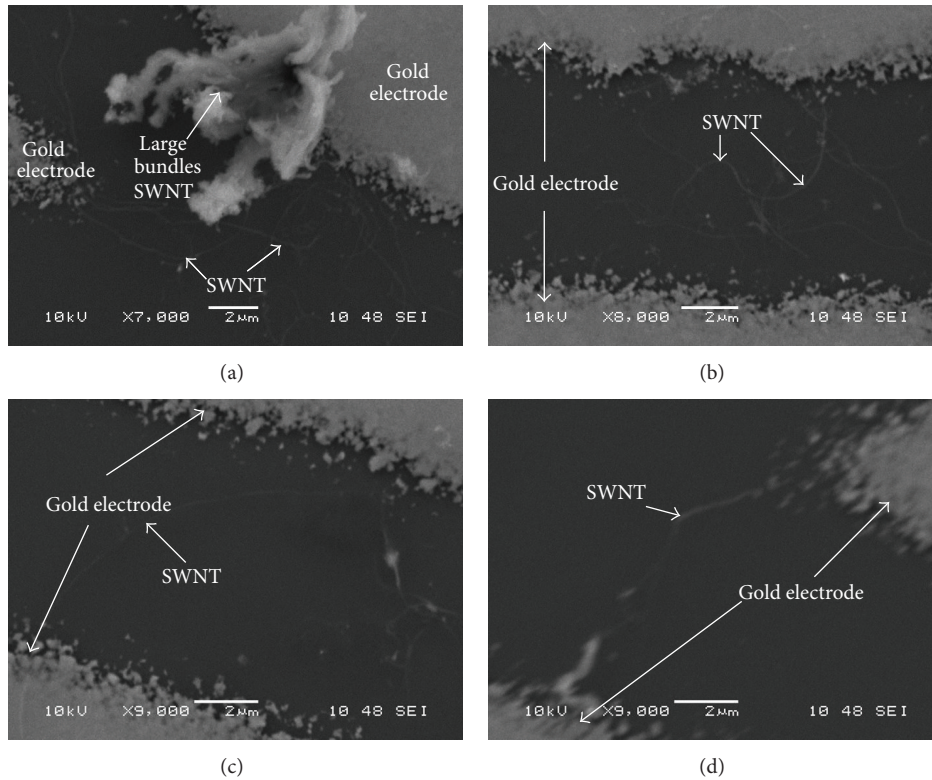 Gold
electrode
Gold
electrode
Large
bundles
SWNT
SWNT
10kV X7,000 2μm 10 48 SEI
(a)
SWNT
Gold electrode
10kV X8,000 2μm 10 48 SEI
(b)
Gold electrode
SWNT
10kV X9,000 2μm 10 48 SEI
(c)
SWNT
Gold electrode
10kV X9,000 2μm 10 48 SEI
(d)